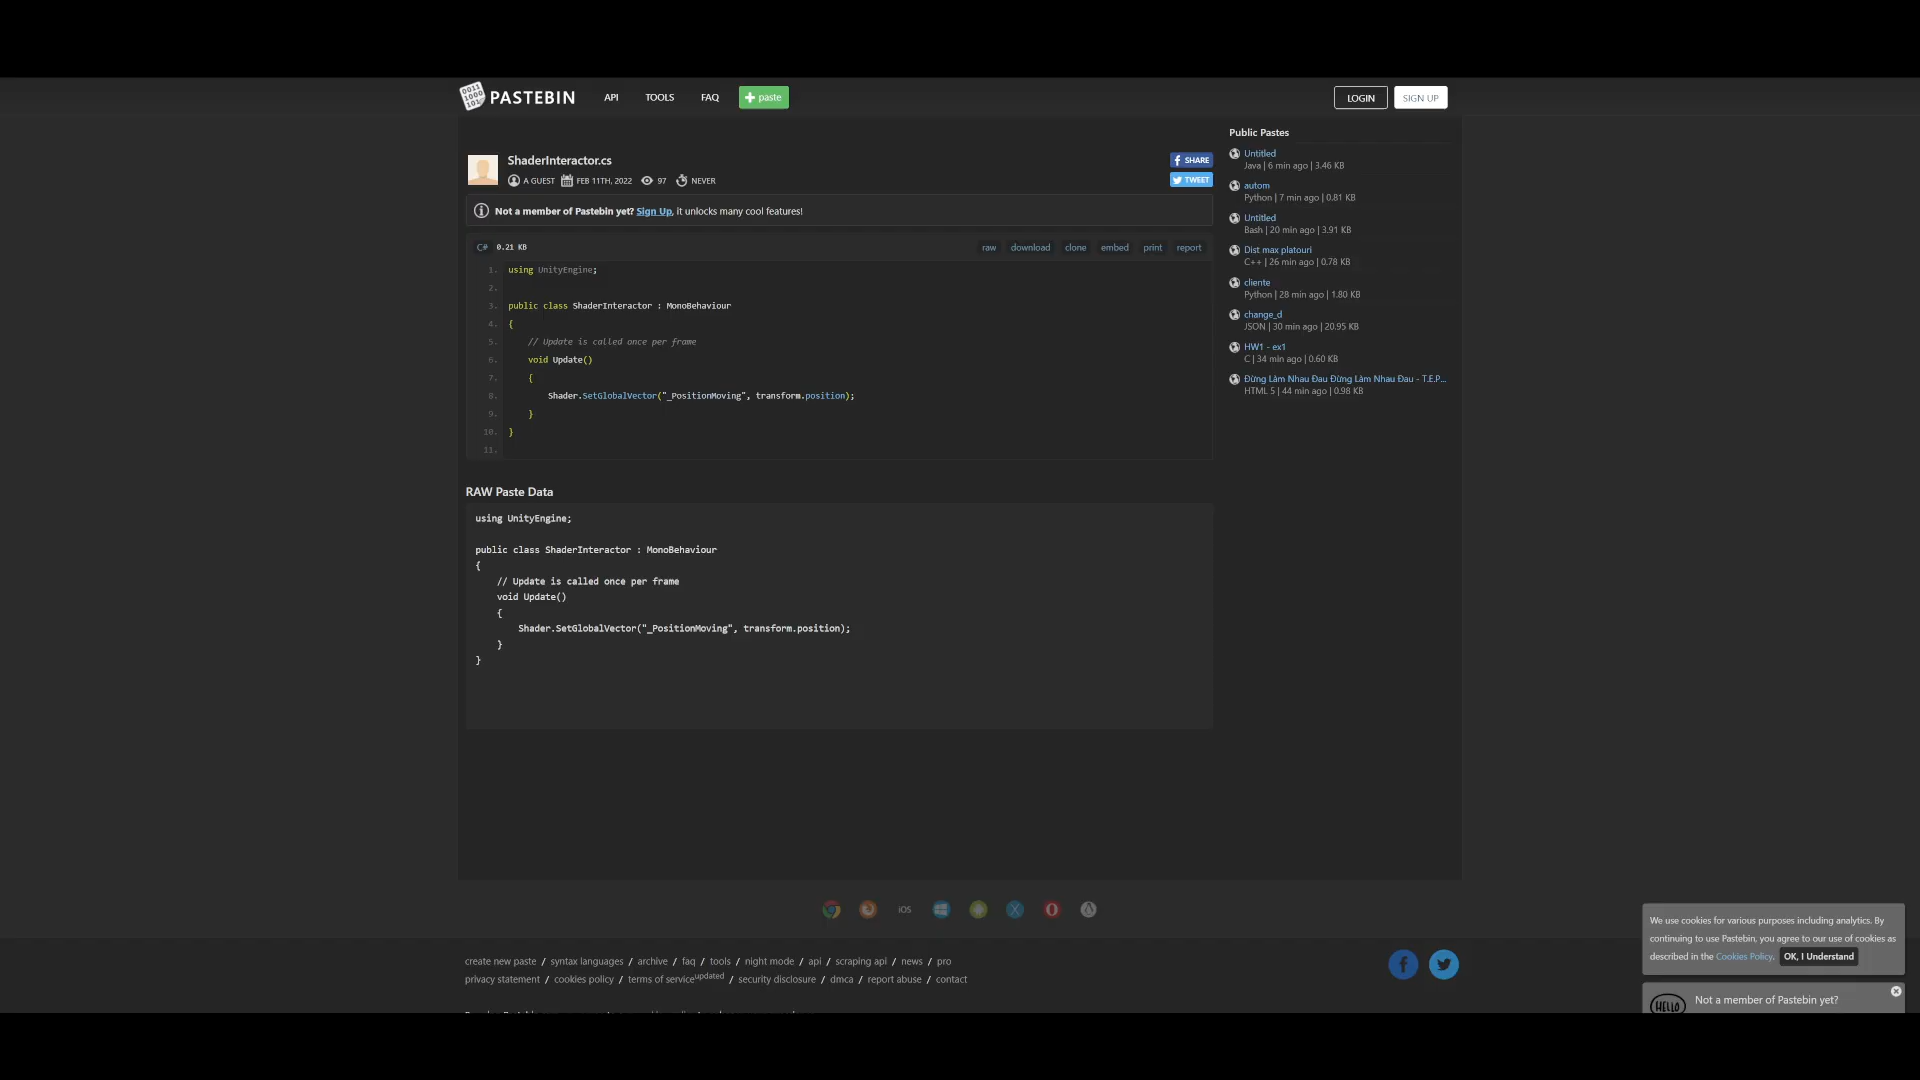 PASTEBIN API TOOLS FAQ paste LOGIN SIGN UP
ShaderInteractor.cs
A GUEST FEB 11TH, 2022 97 NEVER
SHARE
TWEET
Not a member of Pastebin yet? Sign Up, it unlocks many cool features!
C# 0.21 KB raw download clone embed print report
1. using UnityEngine;
2.
3. public class ShaderInteractor : MonoBehaviour
4. {
5. // Update is called once per frame
6. void Update()
7. {
8. Shader.SetGlobalVector("_PositionMoving", transform.position);
9. }
10. }
11.
RAW Paste Data
using UnityEngine;
public class ShaderInteractor : MonoBehaviour
{
// Update is called once per frame
void Update()
{
Shader.SetGlobalVector("_PositionMoving", transform.position);
}
}
Public Pastes
Untitled
Java | 6 min ago | 3.46 KB
autom
Python | 7 min ago | 0.81 KB
Untitled
Bash | 20 min ago | 3.91 KB
Dist max platouri
C++ | 26 min ago | 0.78 KB
cliente
Python | 28 min ago | 1.80 KB
change_d
JSON | 30 min ago | 20.95 KB
HW1 - ex1
C | 34 min ago | 0.60 KB
Đừng Làm Nhau Đau Đừng Làm Nhau Đau - T.E.P...
HTML 5 | 44 min ago | 0.98 KB
iOS
create new paste / syntax languages / archive / faq / tools / night mode / api / scraping api / news / pro
privacy statement / cookies policy / terms of service updated / security disclosure / dmca / report abuse / contact
We use cookies for various purposes including analytics. By
continuing to use Pastebin, you agree to our use of cookies as
described in the Cookies Policy. OK, I Understand
HELLO Not a member of Pastebin yet?